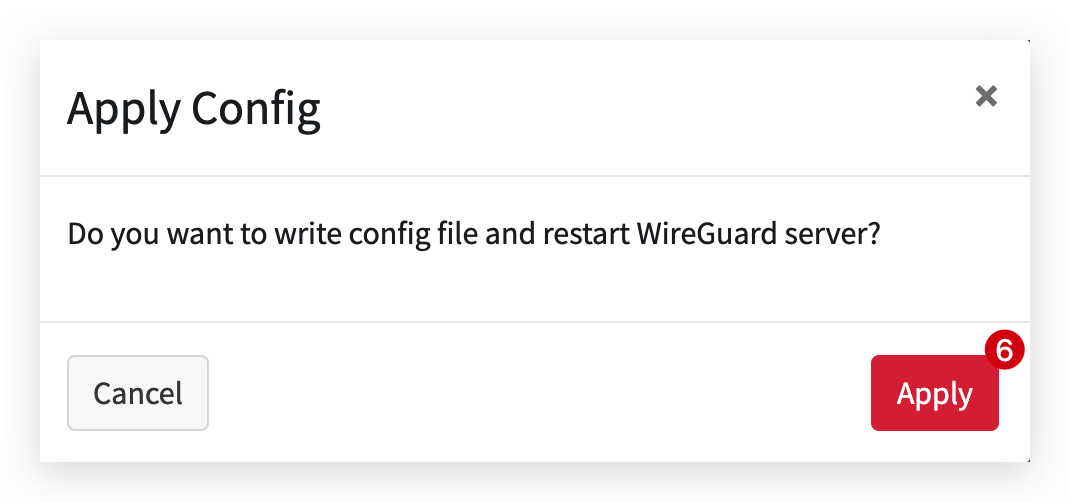 Apply Config
×
Do you want to write config file and restart WireGuard server?
Cancel
Apply
6